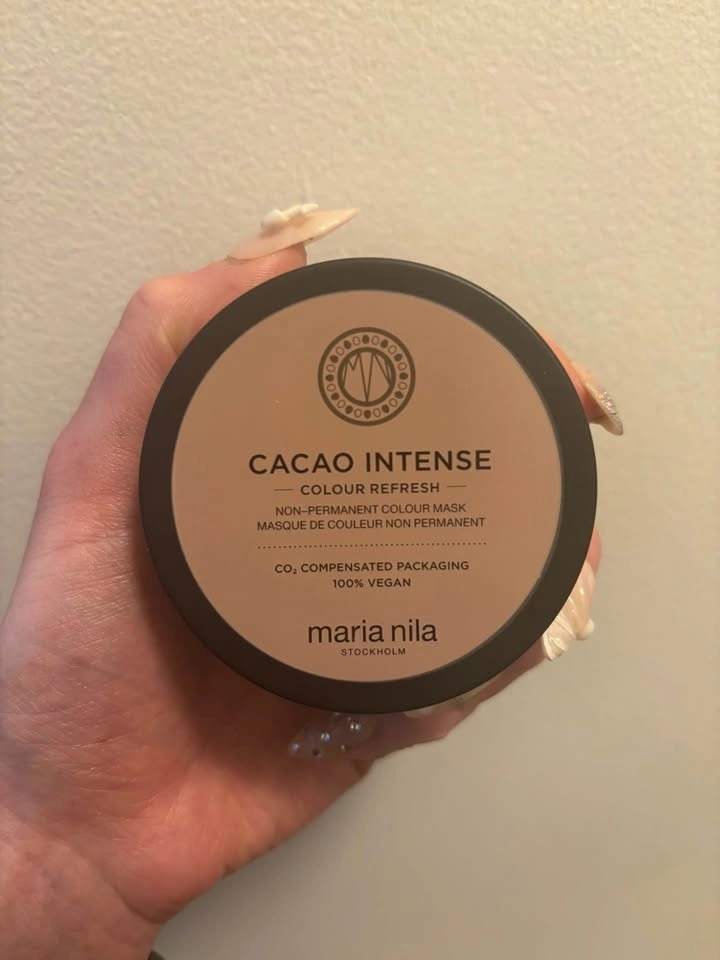 MN
CACAO INTENSE
COLOUR REFRESH
NON-PERMANENT COLOUR MASK
MASQUE DE COULEUR NON PERMANENT
CO₂ COMPENSATED PACKAGING
100% VEGAN
maria nila
STOCKHOLM